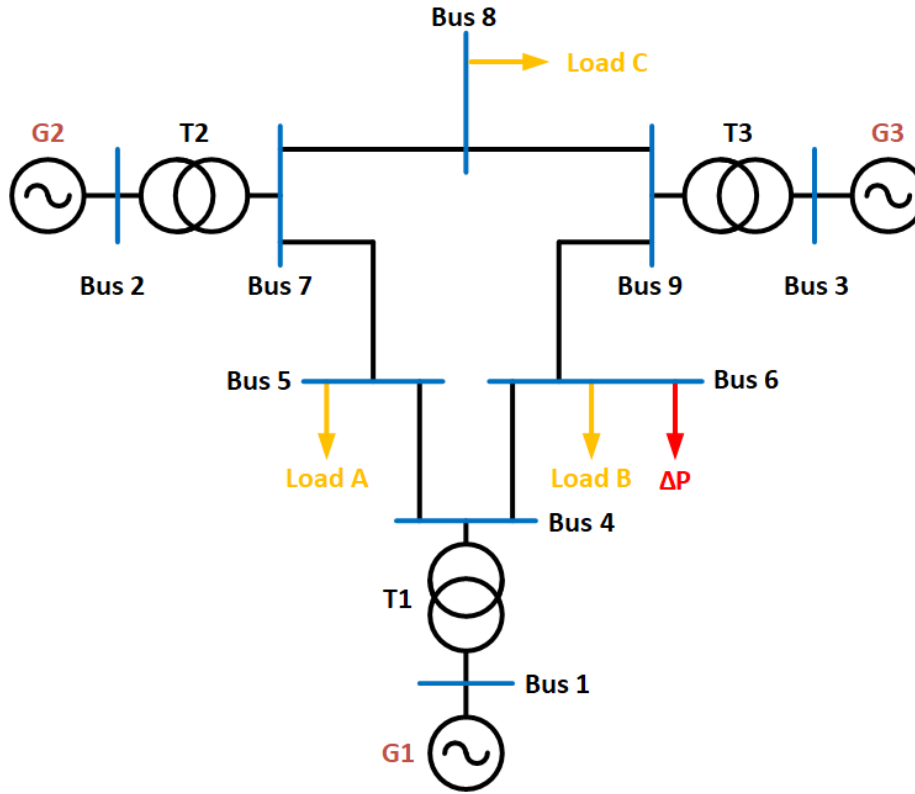 Bus 8
Load C
G2
T2
T3
G3
Bus 2
Bus 7
Bus 9
Bus 3
Bus 5
Bus 6
Load A
Load B
ΔP
Bus 4
T1
Bus 1
G1